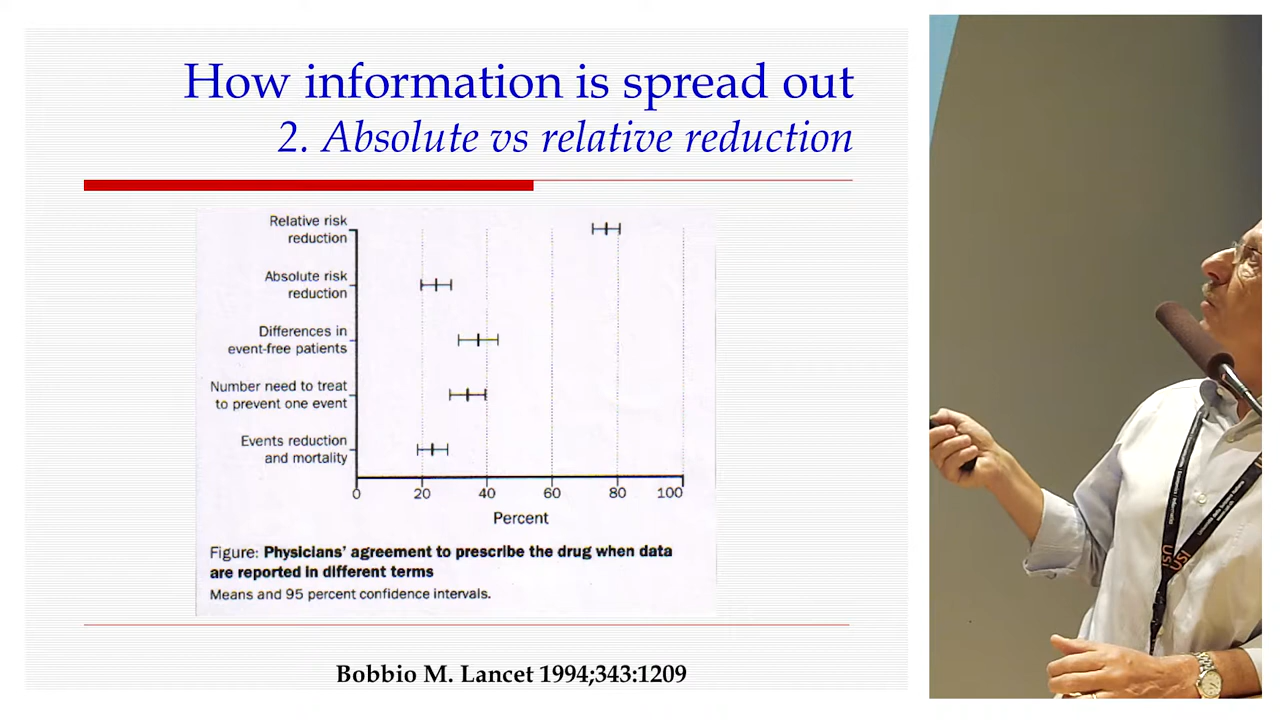 How information is spread out
2. Absolute vs relative reduction
Relative risk
reduction
Absolute risk
reduction
Differences in
event-free patients
Number need to treat
to prevent one event
Events reduction
and mortality
0 20 40 60 80 100
Percent
Figure: Physicians' agreement to prescribe the drug when data
are reported in different terms
Means and 95 percent confidence intervals.
Bobbio M. Lancet 1994;343:1209
USI
USI